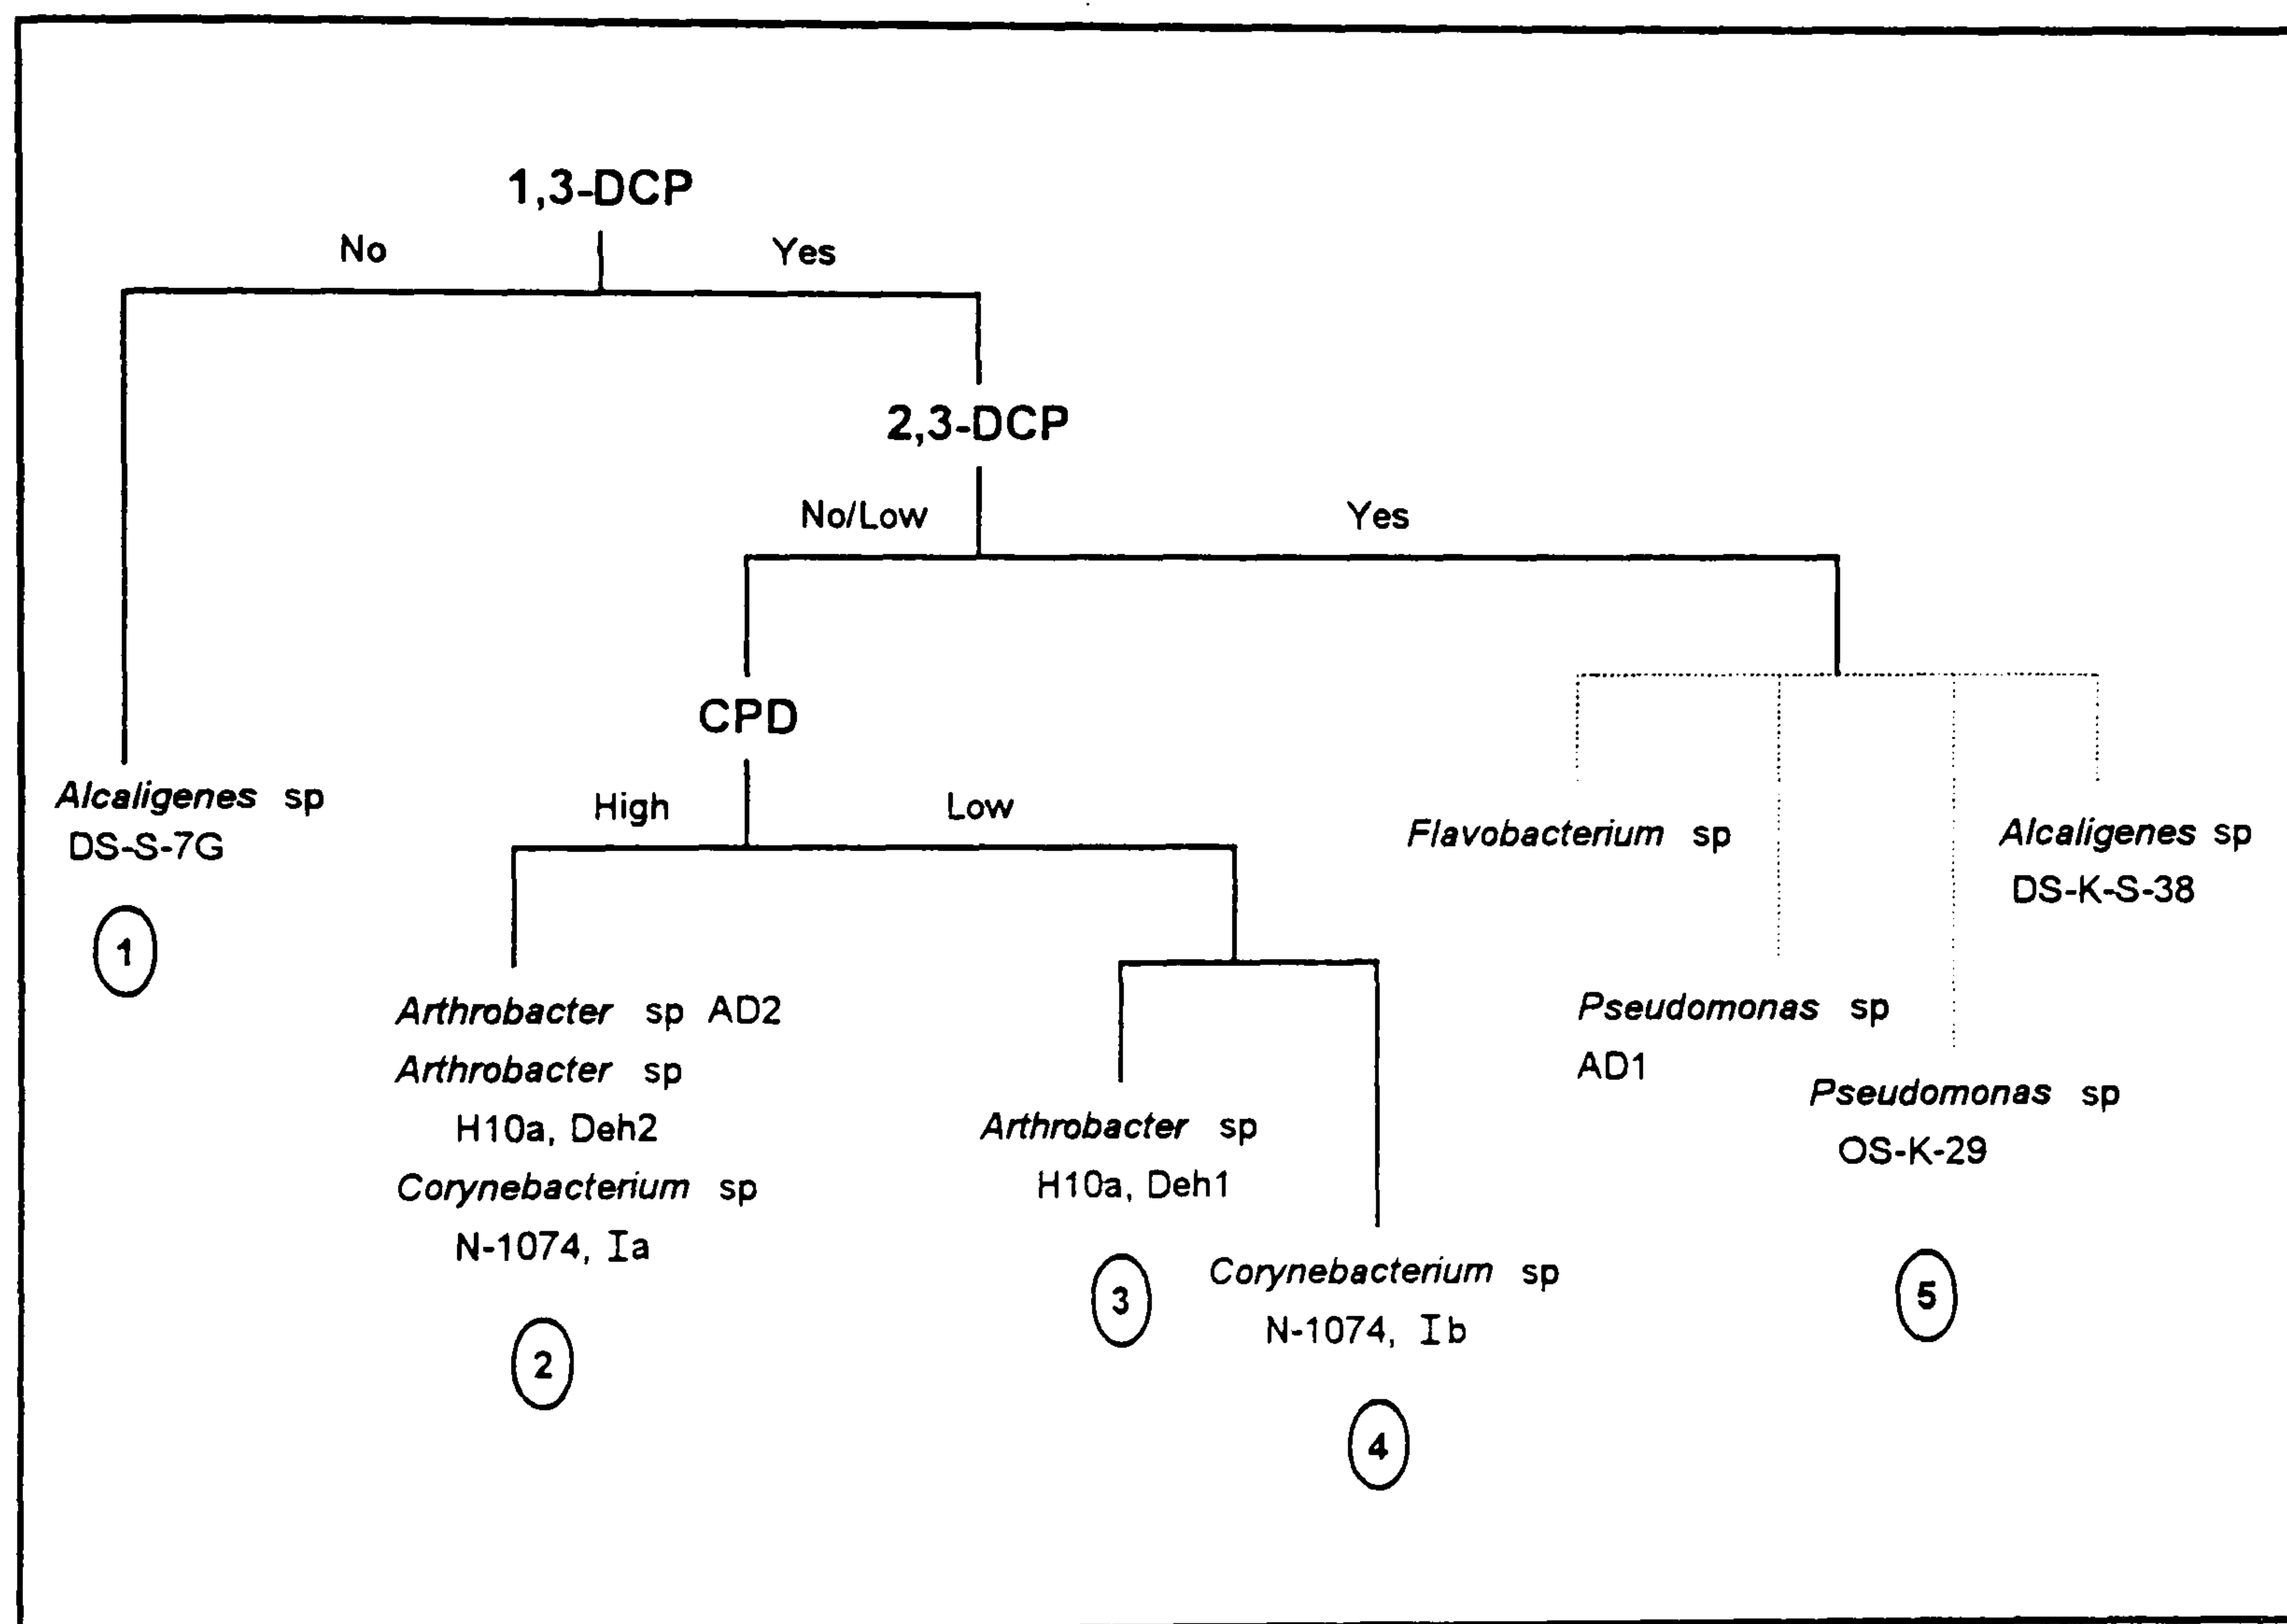 1,3-DCP
No
Yes
2,3-DCP
No/Low
Yes
CPD
High
Low
Alcaligenes sp
DS-S-7G
1
Arthrobacter sp AD2
Arthrobacter sp
H10a, Deh2
Corynebacterium sp
N-1074, Ia
2
Arthrobacter sp
H10a, Deh1
3
Corynebacterium sp
N-1074, Ib
4
Flavobacterium sp
Pseudomonas sp
AD1
Pseudomonas sp
OS-K-29
Alcaligenes sp
DS-K-S-38
5